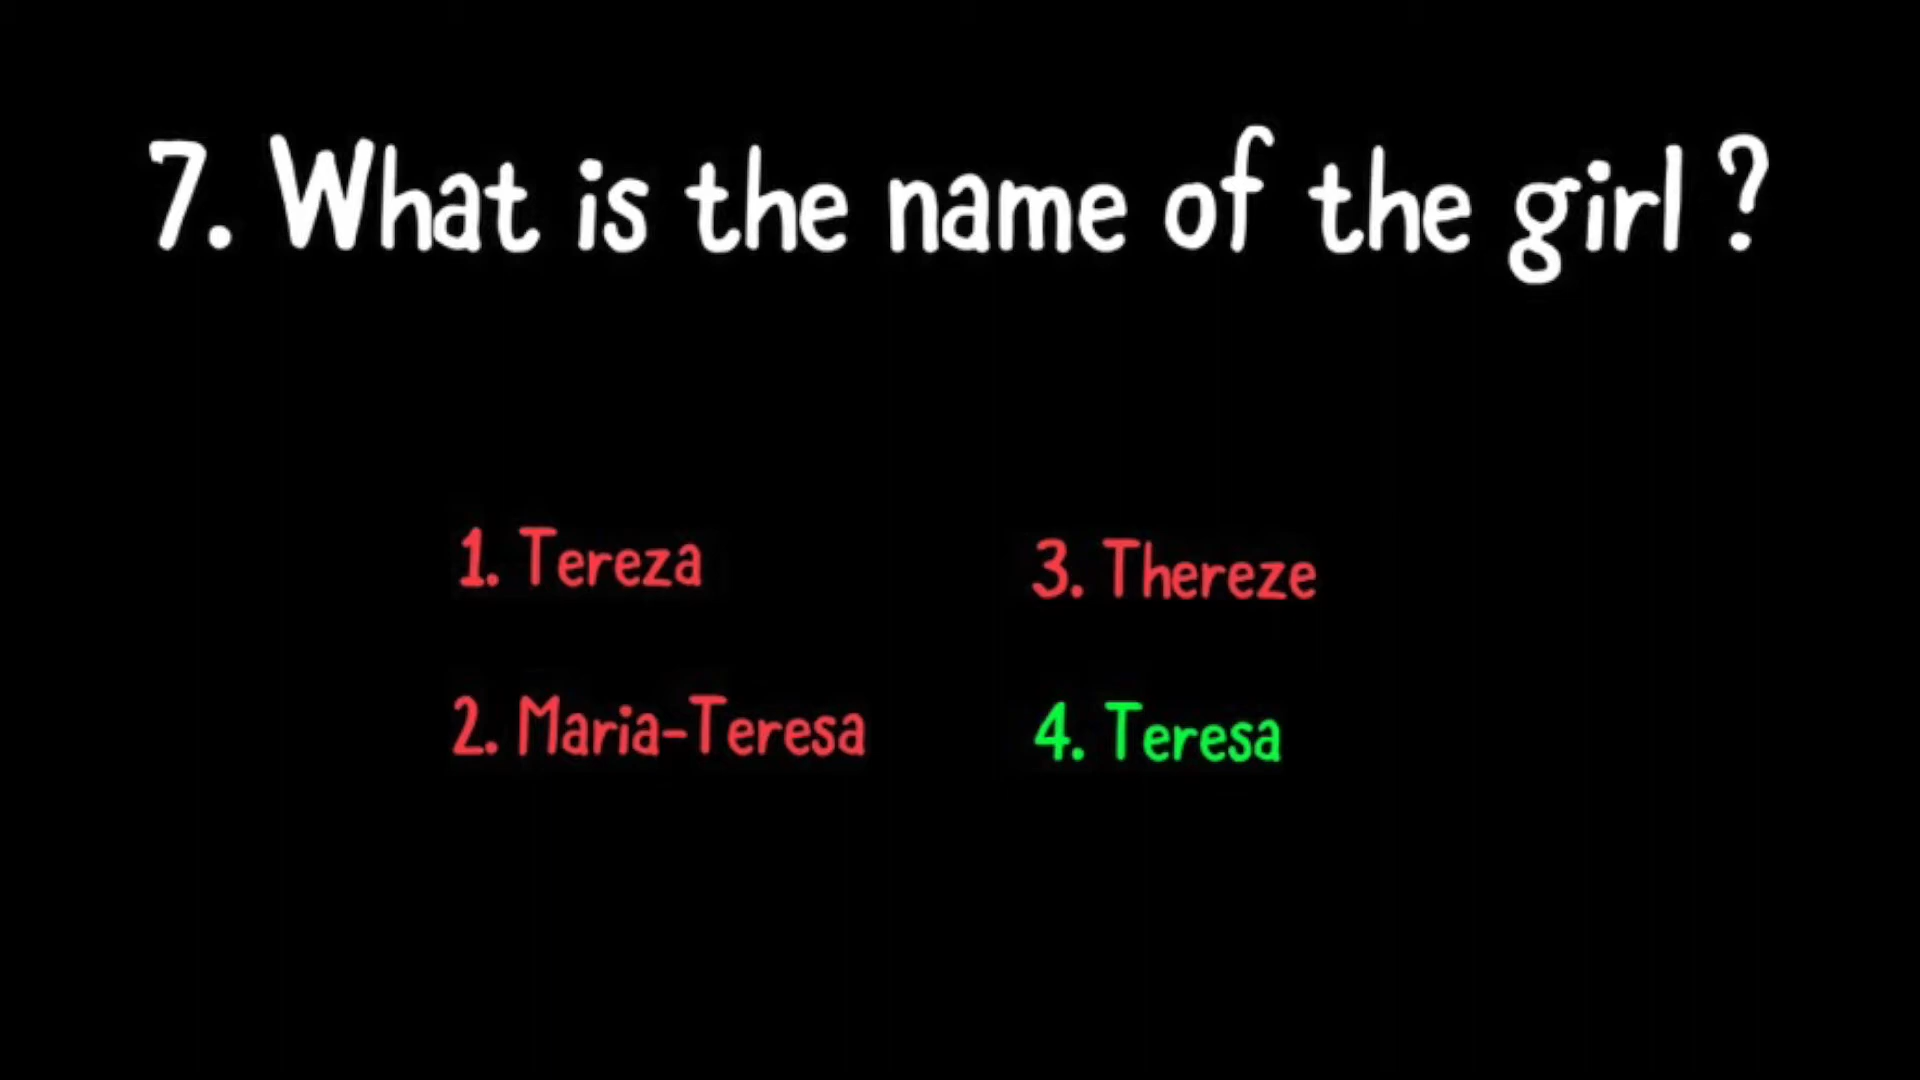 7. What is the name of the girl ?
1. Tereza
2. Maria-Teresa
3. Thereze
4. Teresa